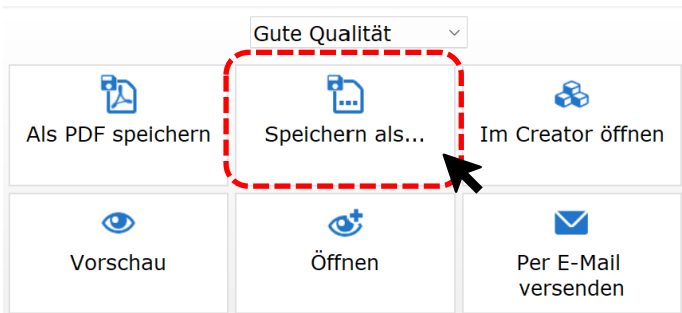 Gute Qualität
Als PDF speichern
Speichern als...
Im Creator öffnen
Vorschau
Öffnen
Per E-Mail
versenden